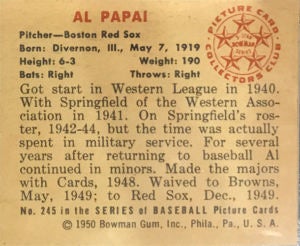 AL PAPAI
Pitcher—Boston Red Sox
Born: Divernon, Ill., May 7, 1919
Height: 6-3 Weight: 190
Bats: Right Throws: Right
PICTURE CARD
COLLECTORS CLUB
BOWMAN
Got start in Western League in 1940.
With Springfield of the Western Asso-
ciation in 1941. On Springfield's ros-
ter, 1942-44, but the time was actually
spent in military service. For several
years after returning to baseball Al
continued in minors. Made the majors
with Cards, 1948. Waived to Browns,
May, 1949; to Red Sox, Dec., 1949.
No. 245 in the SERIES of BASEBALL Picture Cards
© 1950 Bowman Gum, Inc., Phila., Pa., U. S. A.